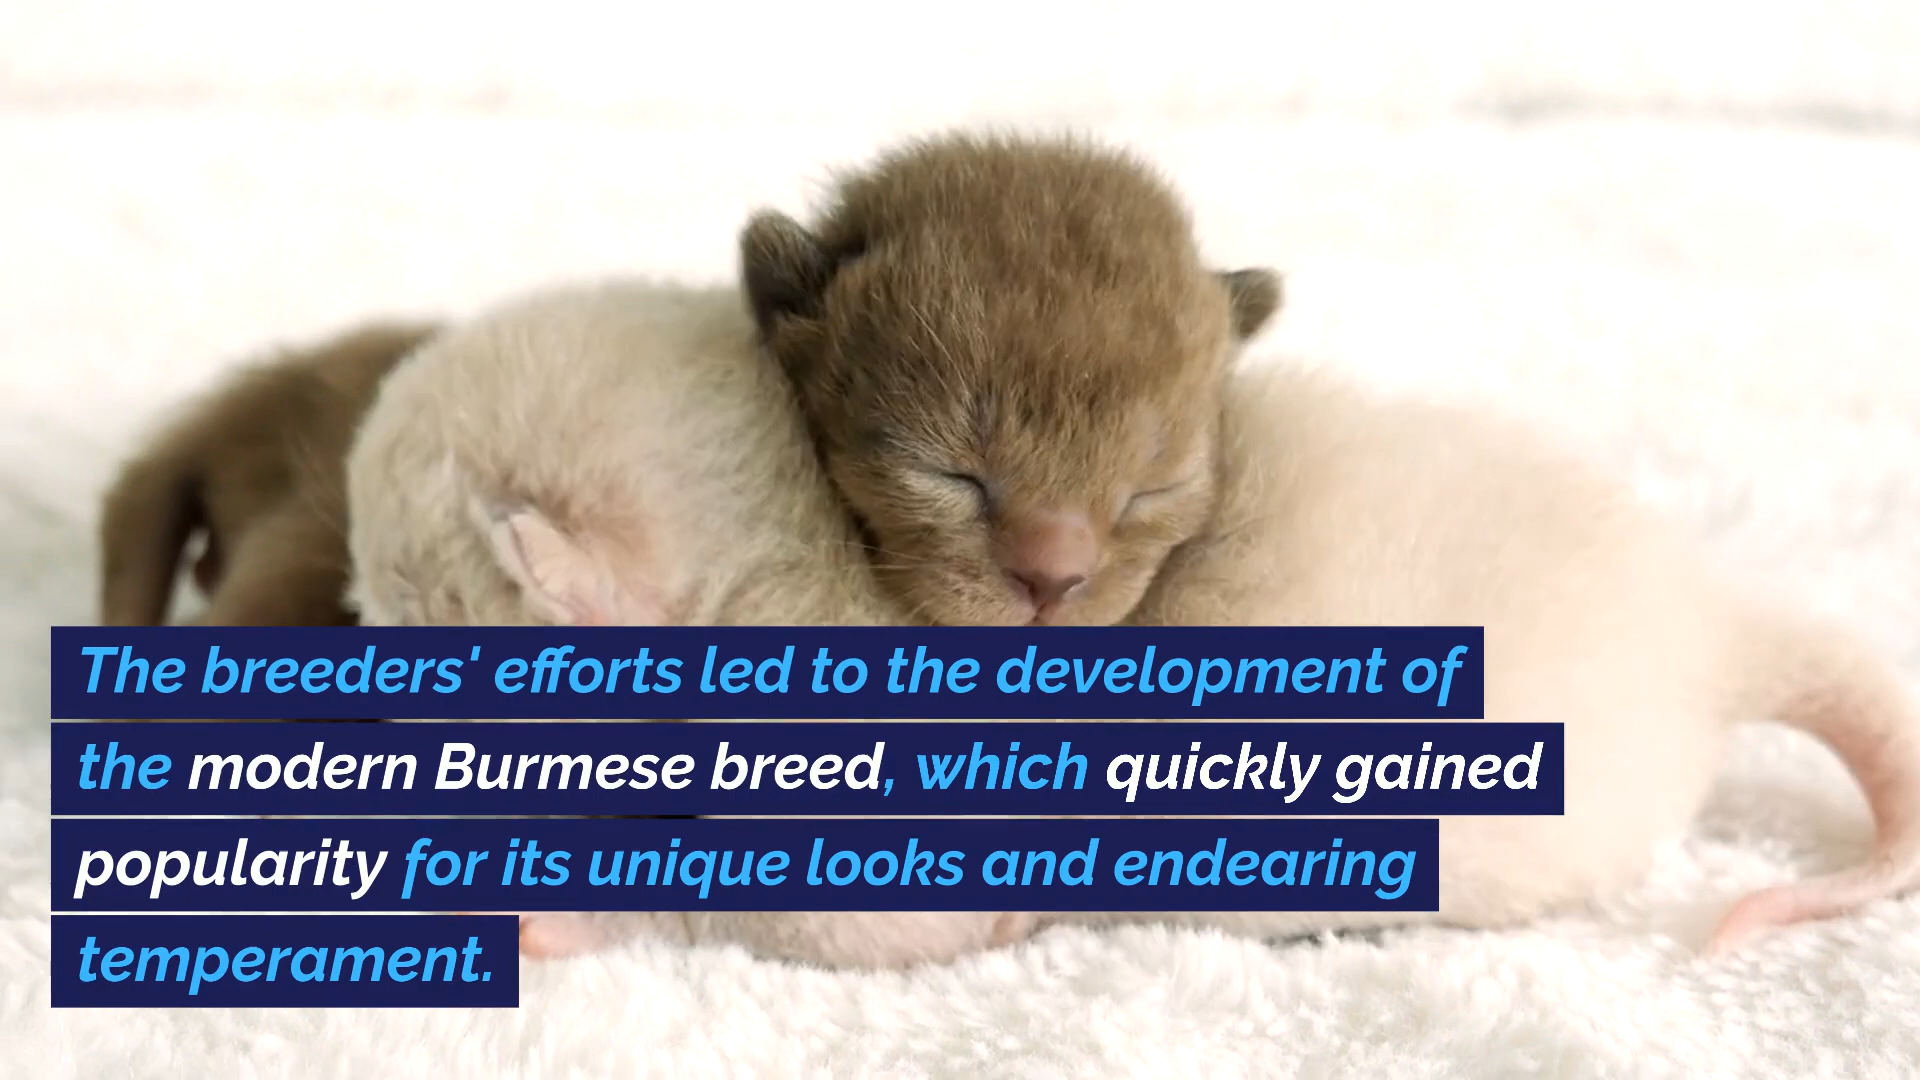 The breeders' efforts led to the development of
the modern Burmese breed, which quickly gained
popularity for its unique looks and endearing
temperament.